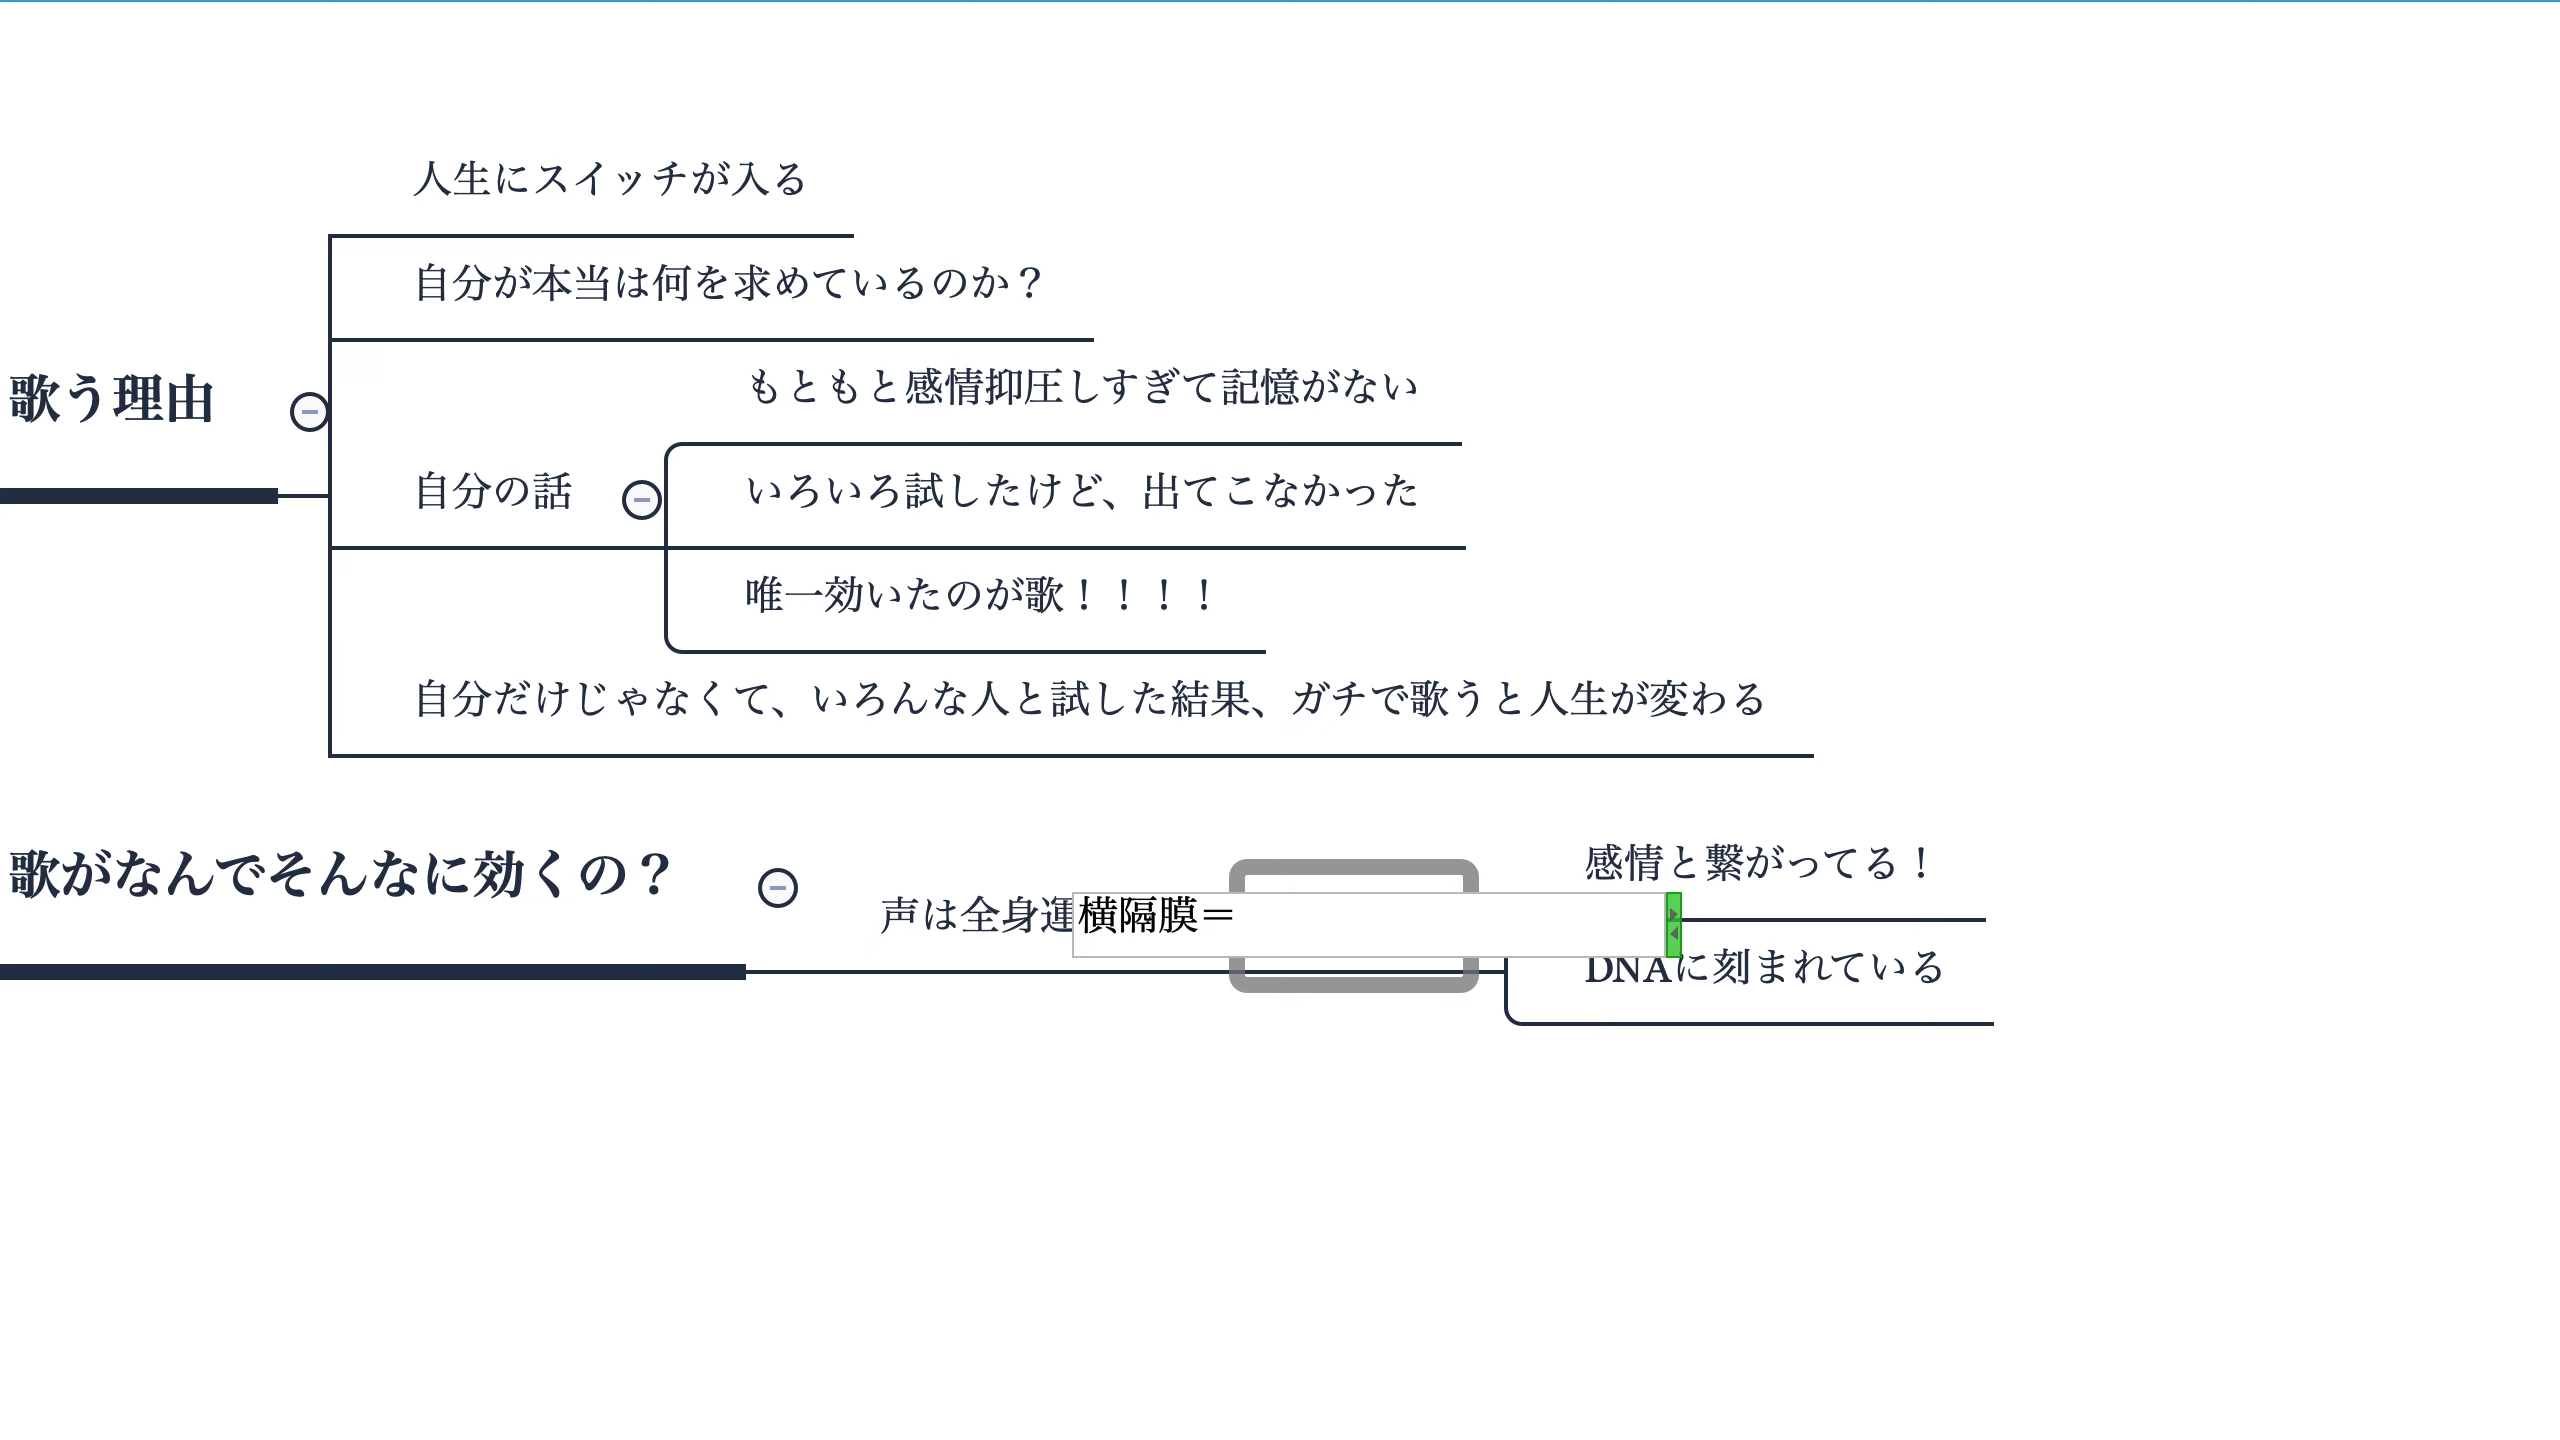 人生にスイッチが入る
自分が本当は何を求めているのか？
歌う理由
もともと感情抑圧しすぎて記憶がない
自分の話
いろいろ試したけど、出てこなかった
唯一効いたのが歌！！！！
自分だけじゃなくて、いろんな人と試した結果、ガチで歌うと人生が変わる
歌がなんでそんなに効くの？
声は全身運
横隔膜＝
感情と繋がってる！
DNAに刻まれている